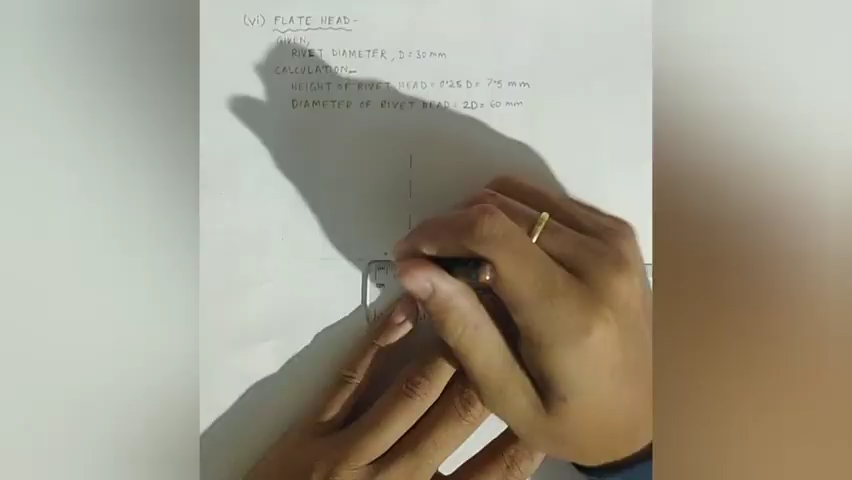 (vi) FLATE HEAD-
GIVEN,
RIVET DIAMETER, D = 30 mm
CALCULATION-
HEIGHT OF RIVET HEAD = 0.25 D = 7.5 mm
DIAMETER OF RIVET HEAD = 2D = 60 mm